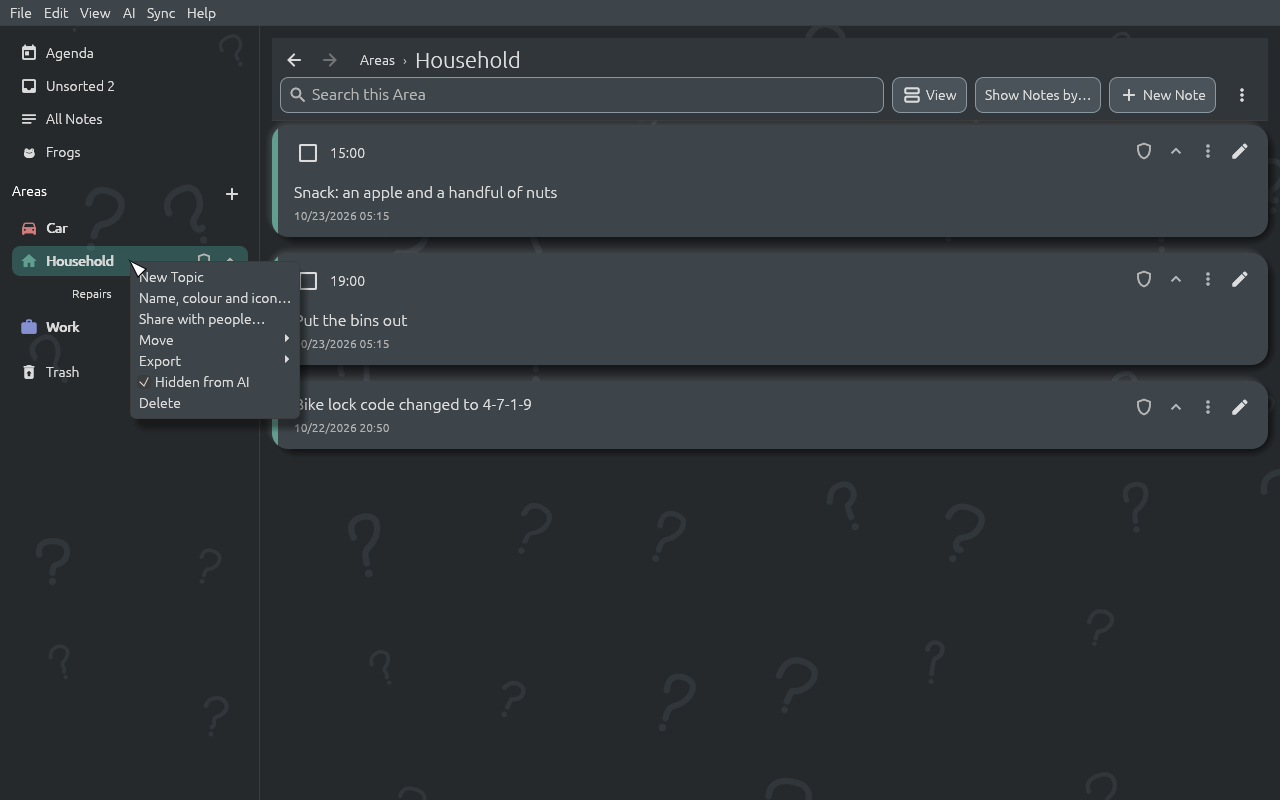 File Edit View AI Sync Help
Agenda
Unsorted 2
All Notes
Frogs
Areas
Car
Household
Repairs
Work
Trash
New Topic
Name, colour and icon…
Share with people…
Move
Export
Hidden from AI
Delete
Areas › Household
Search this Area
View
Show Notes by…
New Note
15:00
Snack: an apple and a handful of nuts
10/23/2026 05:15
19:00
Put the bins out
10/23/2026 05:15
Bike lock code changed to 4-7-1-9
10/22/2026 20:50